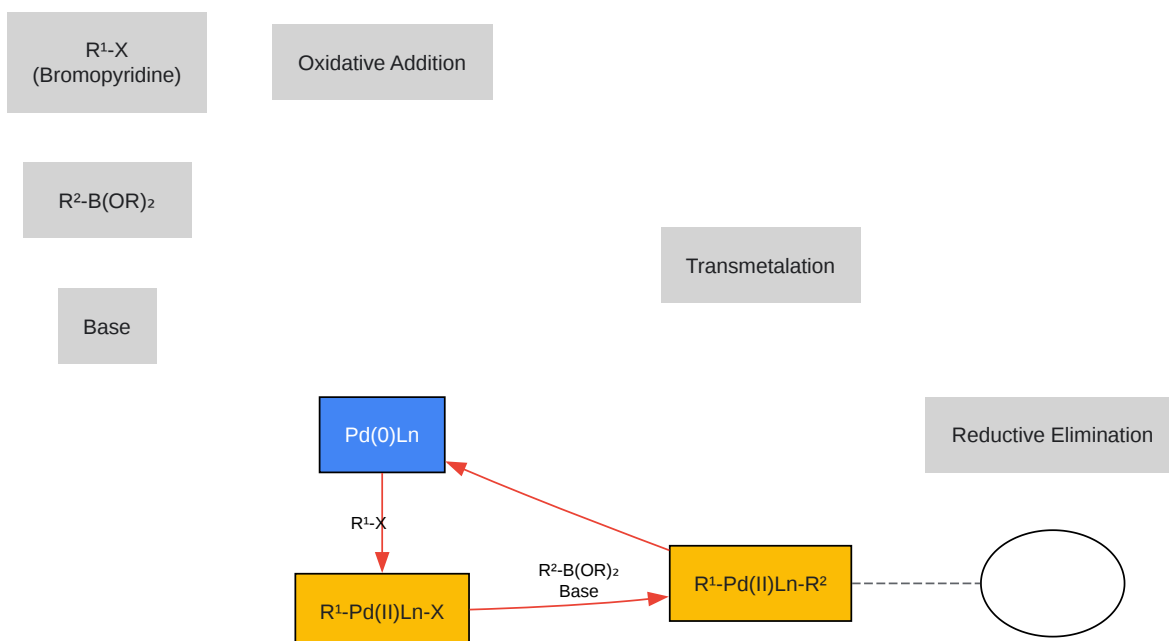 R¹-X
(Bromopyridine)
Oxidative Addition
R²-B(OR)₂
Transmetalation
Base
Pd(0)Ln
Reductive Elimination
R¹-X
R²-B(OR)₂
Base
R¹-Pd(II)Ln-R²
R¹-Pd(II)Ln-X